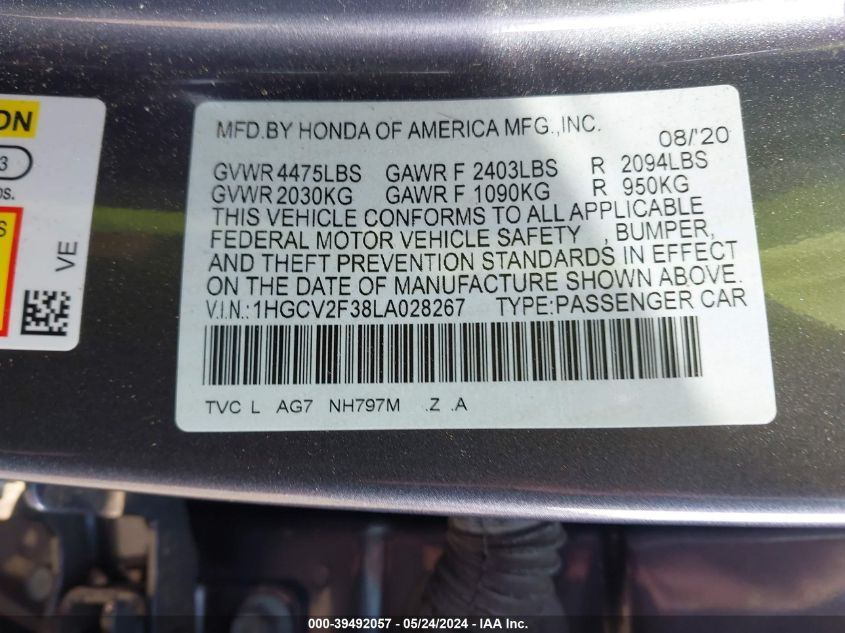 ON
3
os.
S
VE
MFD.BY HONDA OF AMERICA MFG.,INC. 08/'20
GVWR 4475LBS GAWR F 2403LBS R 2094LBS
GVWR 2030KG GAWR F 1090KG R 950KG
THIS VEHICLE CONFORMS TO ALL APPLICABLE
FEDERAL MOTOR VEHICLE SAFETY , BUMPER,
AND THEFT PREVENTION STANDARDS IN EFFECT
ON THE DATE OF MANUFACTURE SHOWN ABOVE.
V.I.N.:1HGCV2F38LA028267 TYPE:PASSENGER CAR
TVC L AG7 NH797M .Z .A
000-39492057 - 05/24/2024 - IAA Inc.